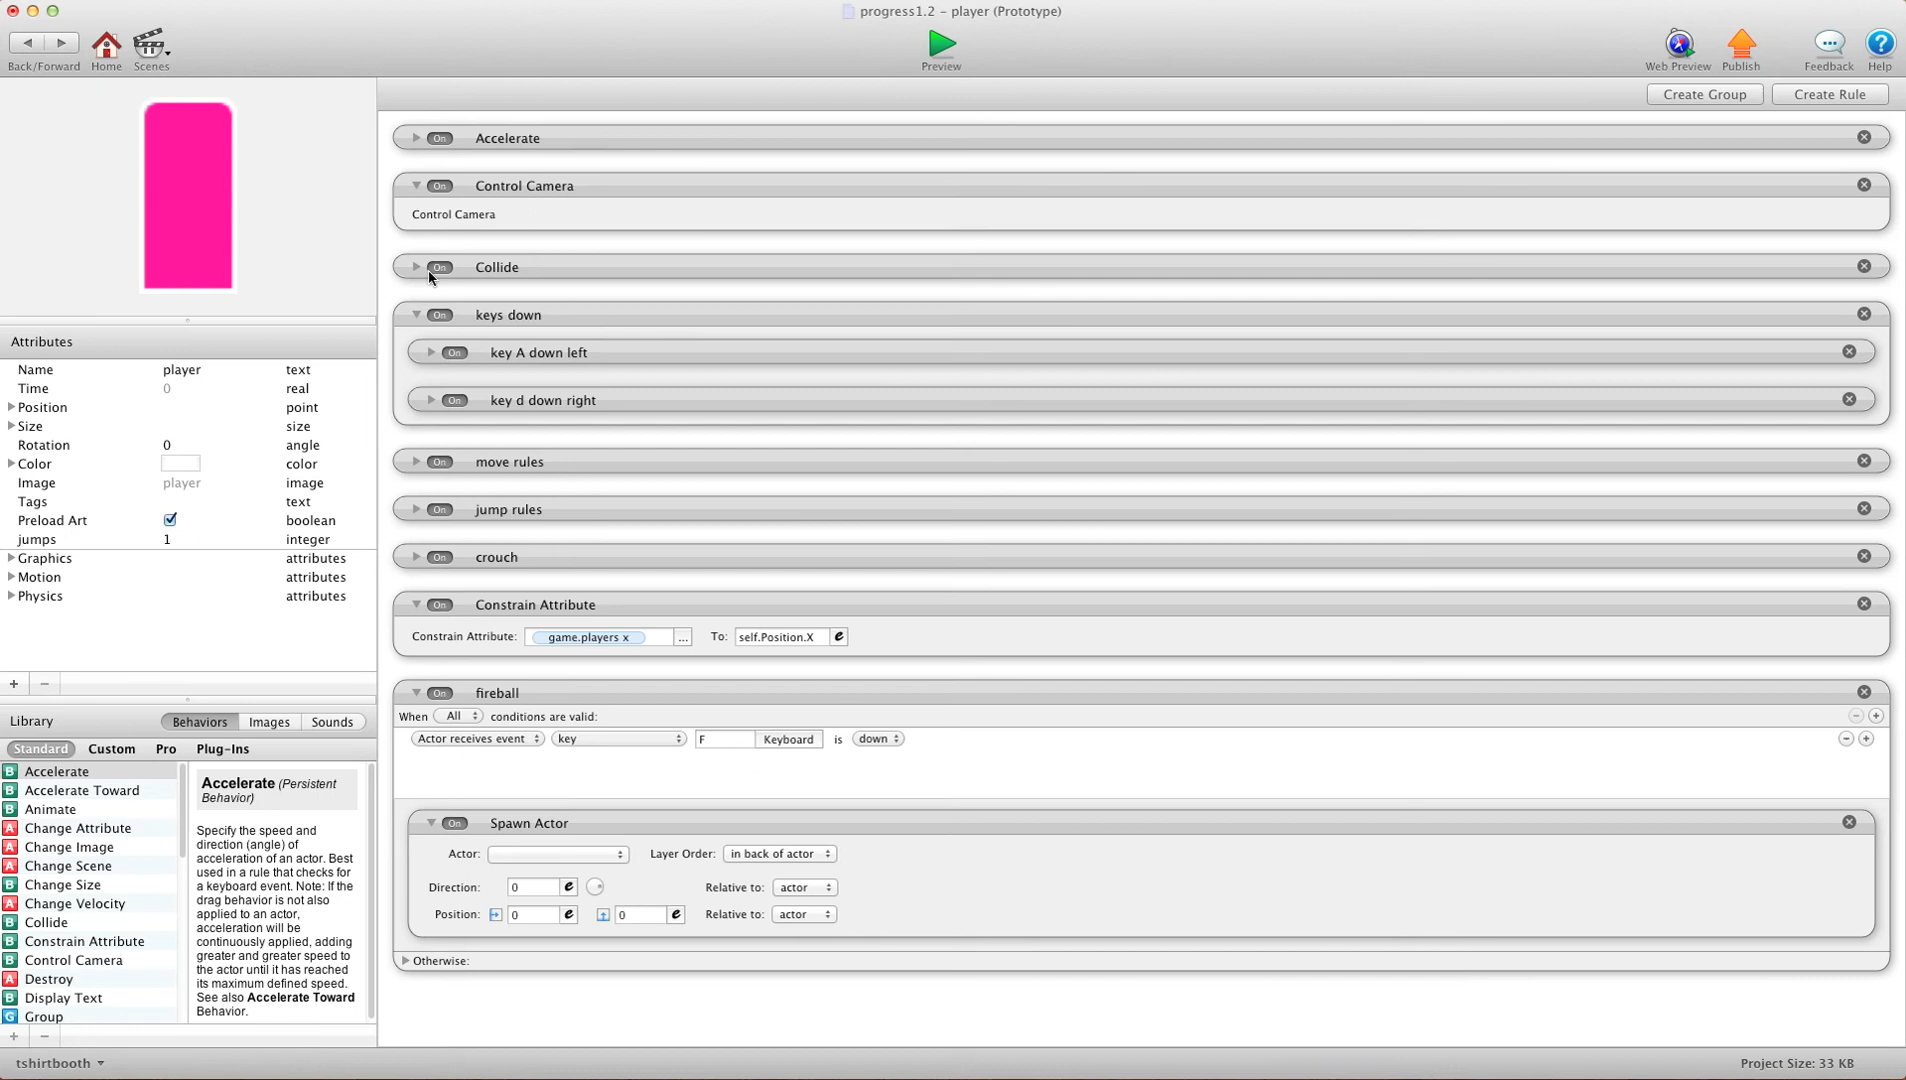 progress1.2 – player (Prototype)
Back/Forward Home Scenes Preview Web Preview Publish Feedback Help
Create Group Create Rule
On Accelerate
On Control Camera
Control Camera
On Collide
On keys down
On key A down left
On key d down right
On move rules
On jump rules
On crouch
On Constrain Attribute
Constrain Attribute: game.players x ... To: self.Position.X e
On fireball
When All conditions are valid:
Actor receives event key F Keyboard is down
On Spawn Actor
Actor: Layer Order: in back of actor
Direction: 0 e Relative to: actor
Position: 0 e 0 e Relative to: actor
Otherwise:
Attributes
Name player text
Time 0 real
Position point
Size size
Rotation 0 angle
Color color
Image player image
Tags text
Preload Art boolean
jumps 1 integer
Graphics attributes
Motion attributes
Physics attributes
+ −
Library Behaviors Images Sounds
Standard Custom Pro Plug-Ins
B Accelerate
B Accelerate Toward
B Animate
A Change Attribute
A Change Image
A Change Scene
A Change Size
A Change Velocity
B Collide
B Constrain Attribute
B Control Camera
A Destroy
B Display Text
G Group
Accelerate (Persistent
Behavior)
Specify the speed and
direction (angle) of
acceleration of an actor. Best
used in a rule that checks for
a keyboard event. Note: If the
drag behavior is not also
applied to an actor,
acceleration will be
continuously applied, adding
greater and greater speed to
the actor until it has reached
its maximum defined speed.
See also Accelerate Toward
Behavior.
+ −
tshirtbooth
Project Size: 33 KB